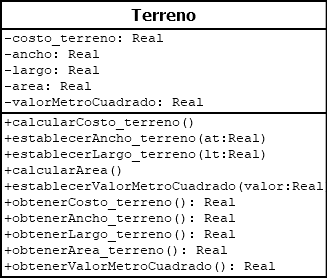 Terreno
-costo_terreno: Real
-ancho: Real
-largo: Real
-area: Real
-valorMetroCuadrado: Real
+calcularCosto_terreno()
+establecerAncho_terreno(at:Real)
+establecerLargo_terreno(lt:Real)
+calcularArea()
+establecerValorMetroCuadrado(valor:Real
+obtenerCosto_terreno(): Real
+obtenerAncho_terreno(): Real
+obtenerLargo_terreno(): Real
+obtenerArea_terreno(): Real
+obtenerValorMetroCuadrado(): Real